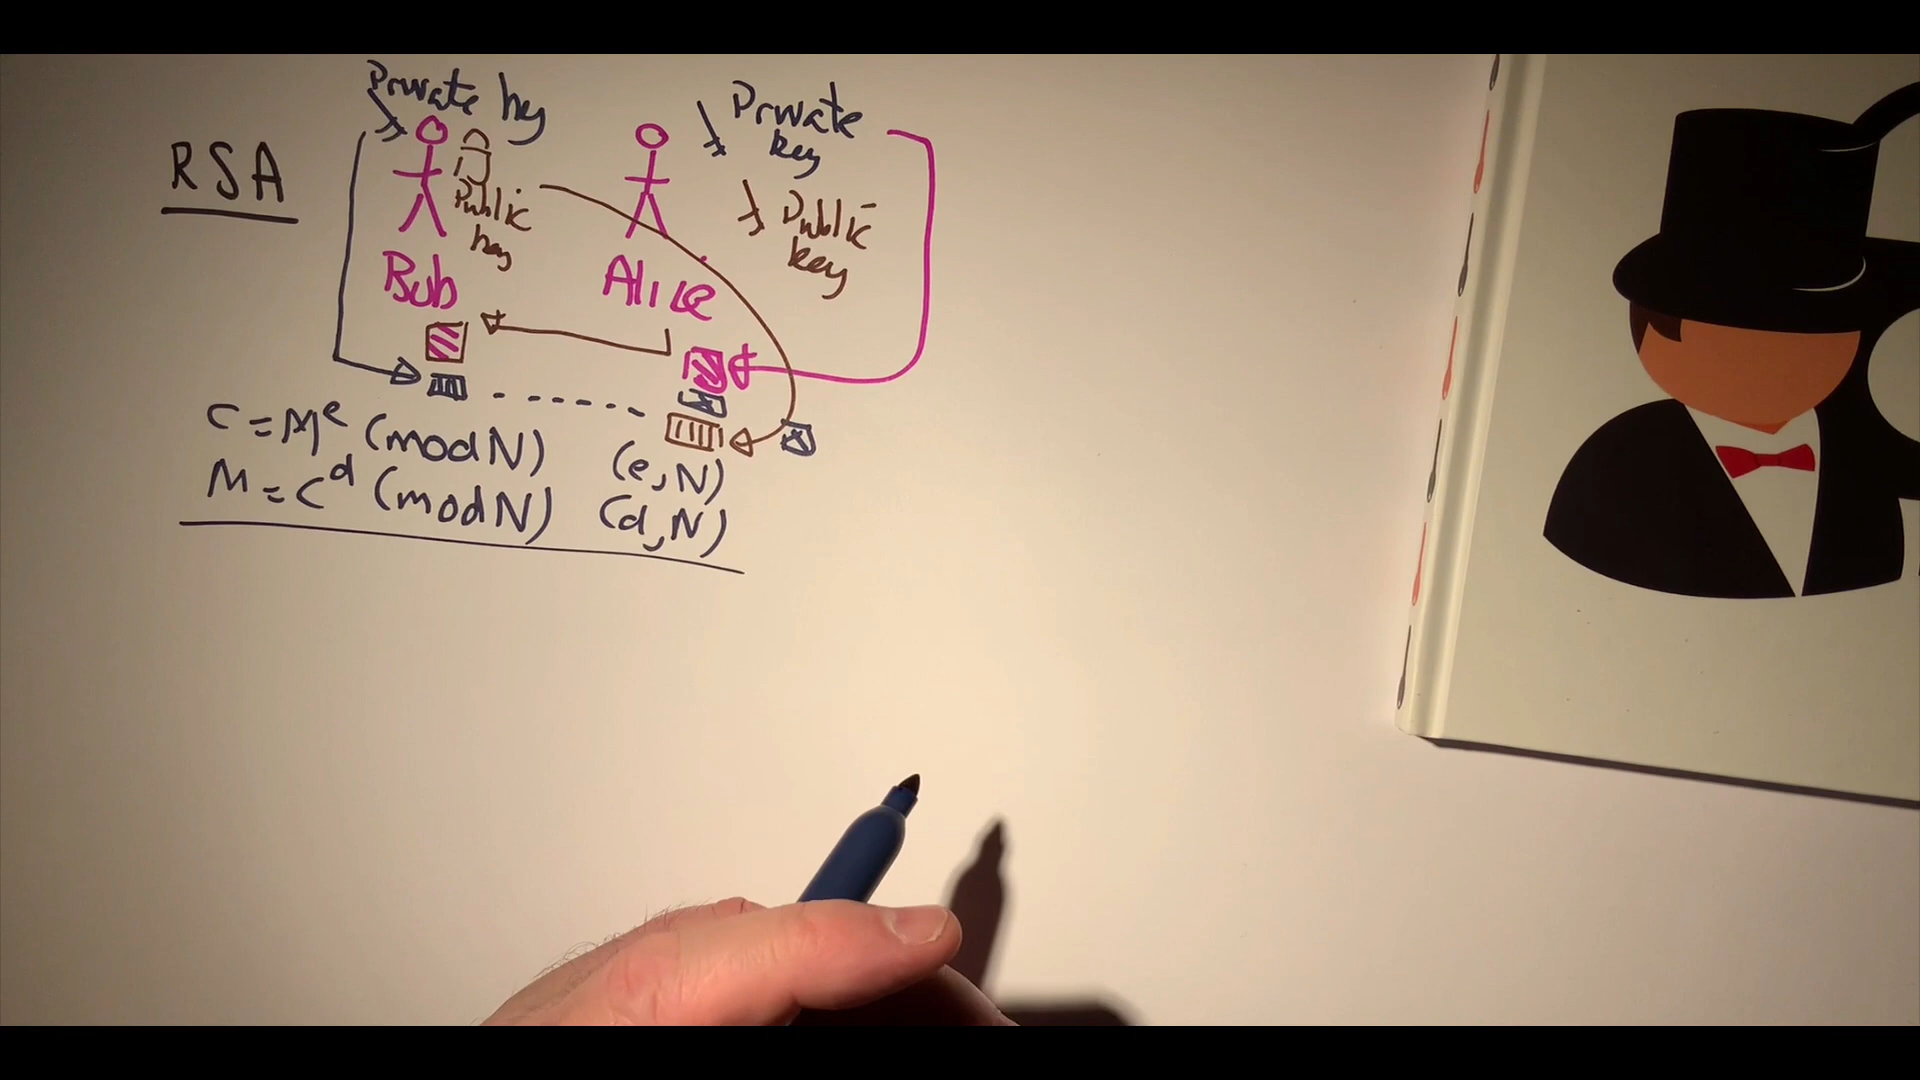 RSA
Private key
Public
key
Bob
Private
key
Public
key
Alice
C = M^e (mod N) (e, N)
M = C^d (mod N) (d, N)